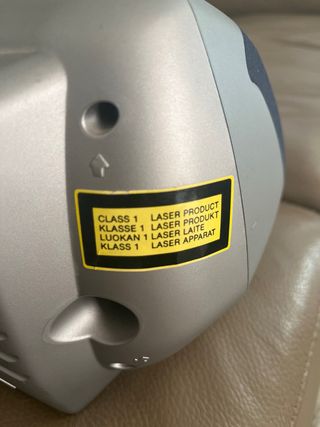 CLASS 1 LASER PRODUCT
KLASSE 1 LASER PRODUKT
LUOKAN 1 LASER LAITE
KLASS 1 LASER APPARAT